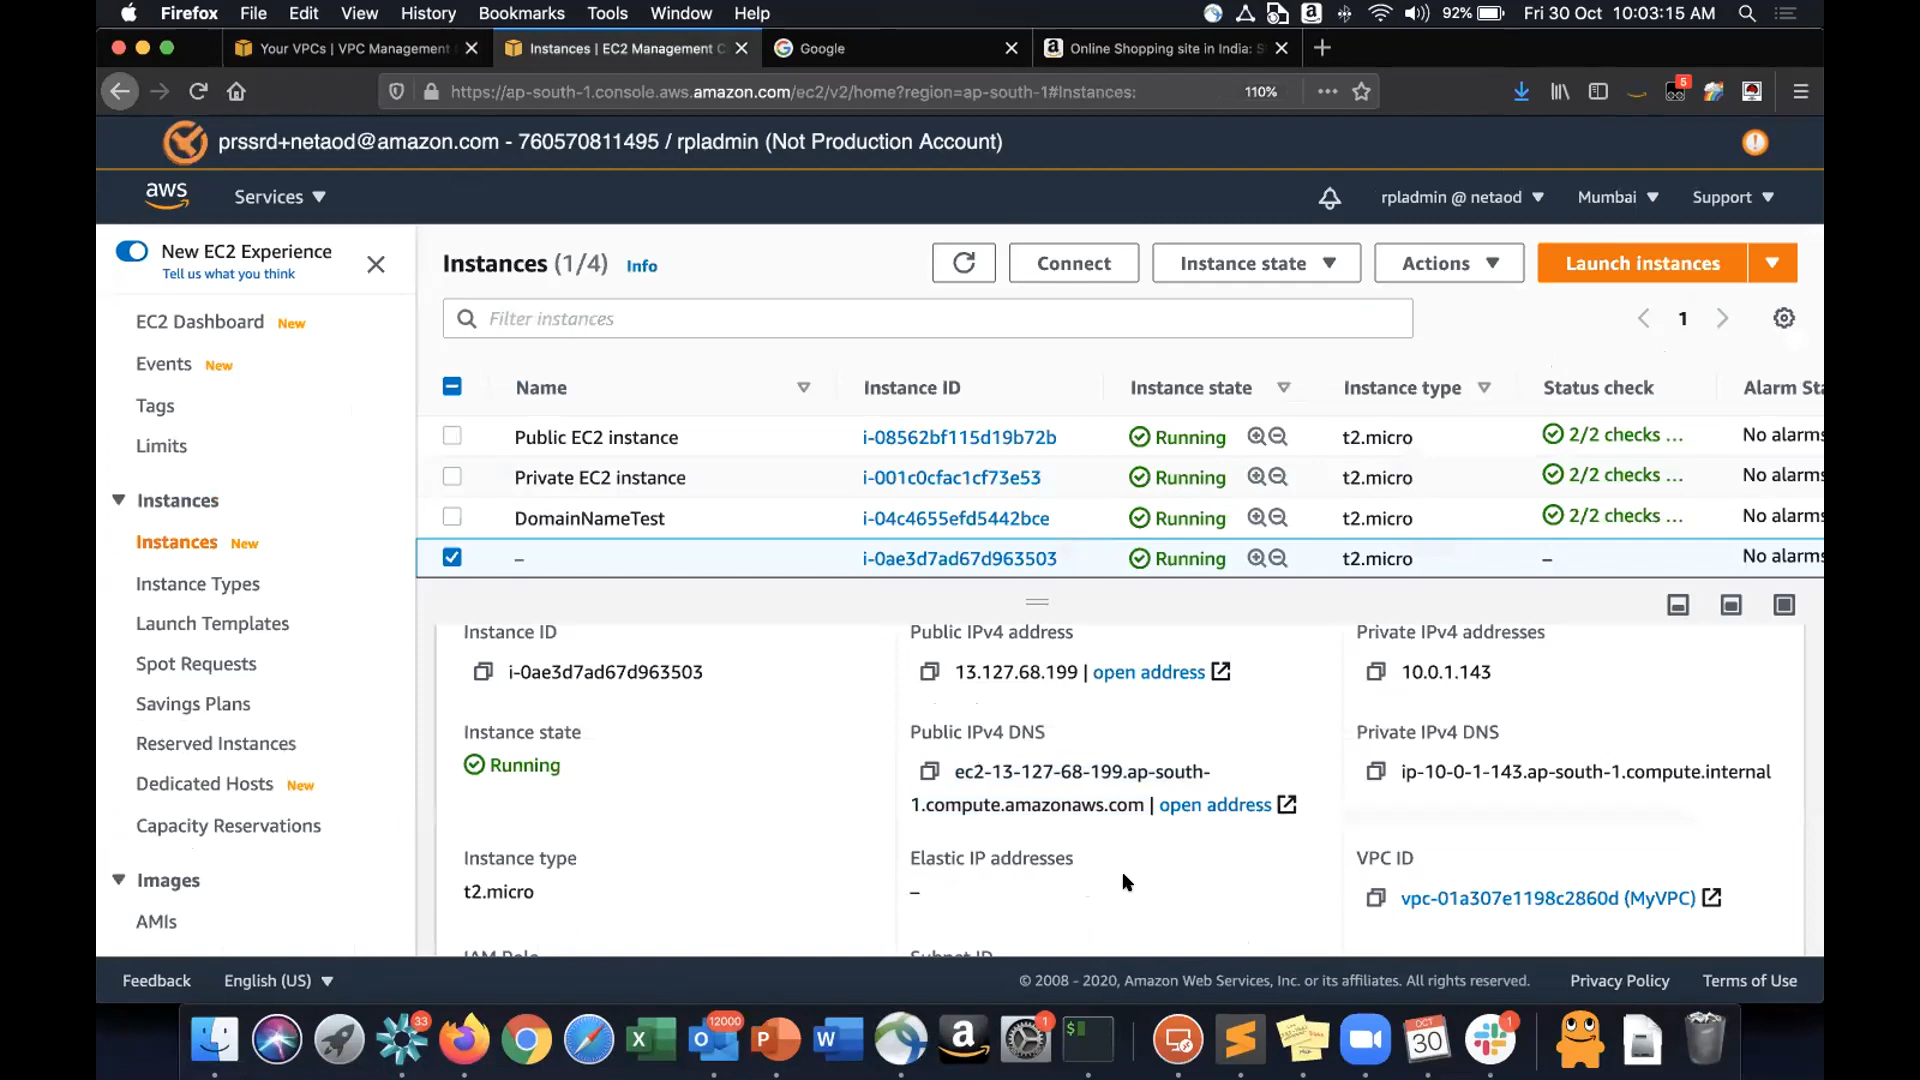 Firefox File Edit View History Bookmarks Tools Window Help 92% Fri 30 Oct 10:03:15 AM
Your VPCs | VPC Management Instances | EC2 Management C Google Online Shopping site in India: S
https://ap-south-1.console.aws.amazon.com/ec2/v2/home?region=ap-south-1#Instances: 110% 5
prssrd+netaod@amazon.com - 760570811495 / rpladmin (Not Production Account)
aws Services rpladmin @ netaod Mumbai Support
New EC2 Experience
Tell us what you think
EC2 Dashboard New
Events New
Tags
Limits
Instances
Instances New
Instance Types
Launch Templates
Spot Requests
Savings Plans
Reserved Instances
Dedicated Hosts New
Capacity Reservations
Images
AMIs
Instances (1/4) Info Connect Instance state Actions Launch instances
Filter instances 1
Name Instance ID Instance state Instance type Status check Alarm Sta
Public EC2 instance i-08562bf115d19b72b Running t2.micro 2/2 checks ... No alarms
Private EC2 instance i-001c0cfac1cf73e53 Running t2.micro 2/2 checks ... No alarms
DomainNameTest i-04c4655efd5442bce Running t2.micro 2/2 checks ... No alarms
– i-0ae3d7ad67d963503 Running t2.micro – No alarms
Instance ID Public IPv4 address Private IPv4 addresses
i-0ae3d7ad67d963503 13.127.68.199 | open address 10.0.1.143
Instance state Public IPv4 DNS Private IPv4 DNS
Running ec2-13-127-68-199.ap-south-1.compute.amazonaws.com | open address ip-10-0-1-143.ap-south-1.compute.internal
Instance type Elastic IP addresses VPC ID
t2.micro – vpc-01a307e1198c2860d (MyVPC)
IAM Role Subnet ID
Feedback English (US) © 2008 - 2020, Amazon Web Services, Inc. or its affiliates. All rights reserved. Privacy Policy Terms of Use
33 12000 1 OCT 30 1